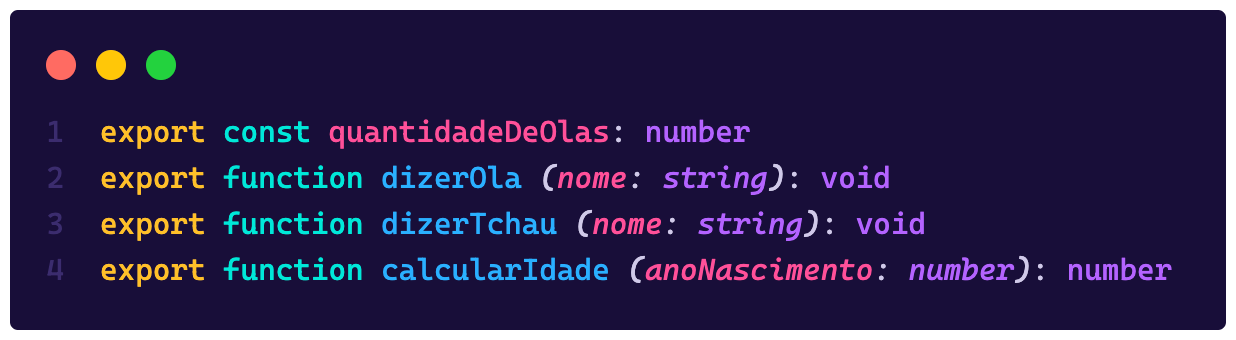 1 export const quantidadeDeOlas: number
2 export function dizerOla (nome: string): void
3 export function dizerTchau (nome: string): void
4 export function calcularIdade (anoNascimento: number): number